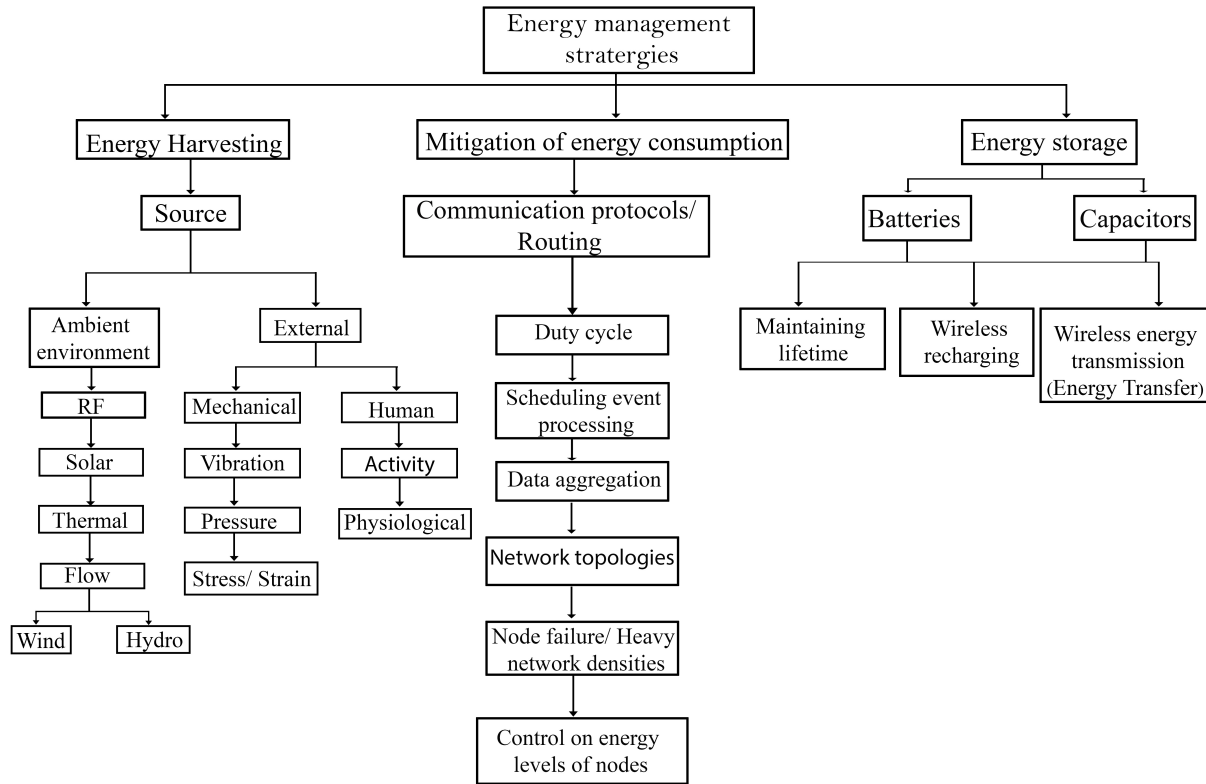 Energy management
stratergies
Energy Harvesting
Mitigation of energy consumption
Energy storage
Source
Communication protocols/
Routing
Batteries
Capacitors
Ambient
environment
External
Duty cycle
Maintaining
lifetime
Wireless
recharging
Wireless energy
transmission
(Energy Transfer)
RF
Mechanical
Human
Scheduling event
processing
Solar
Vibration
Activity
Data aggregation
Thermal
Pressure
Physiological
Network topologies
Flow
Stress/ Strain
Wind
Hydro
Node failure/ Heavy
network densities
Control on energy
levels of nodes